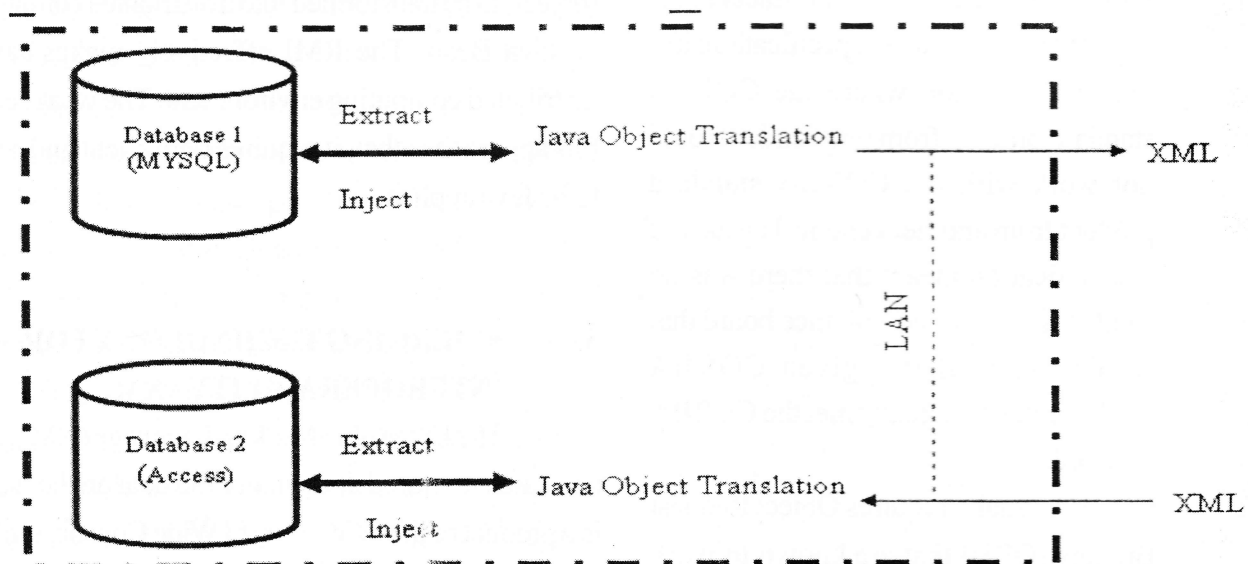 Database 1
(MYSQL)
Extract
Inject
Java Object Translation
XML
LAN
Database 2
(Access)
Extract
Inject
Java Object Translation
XML